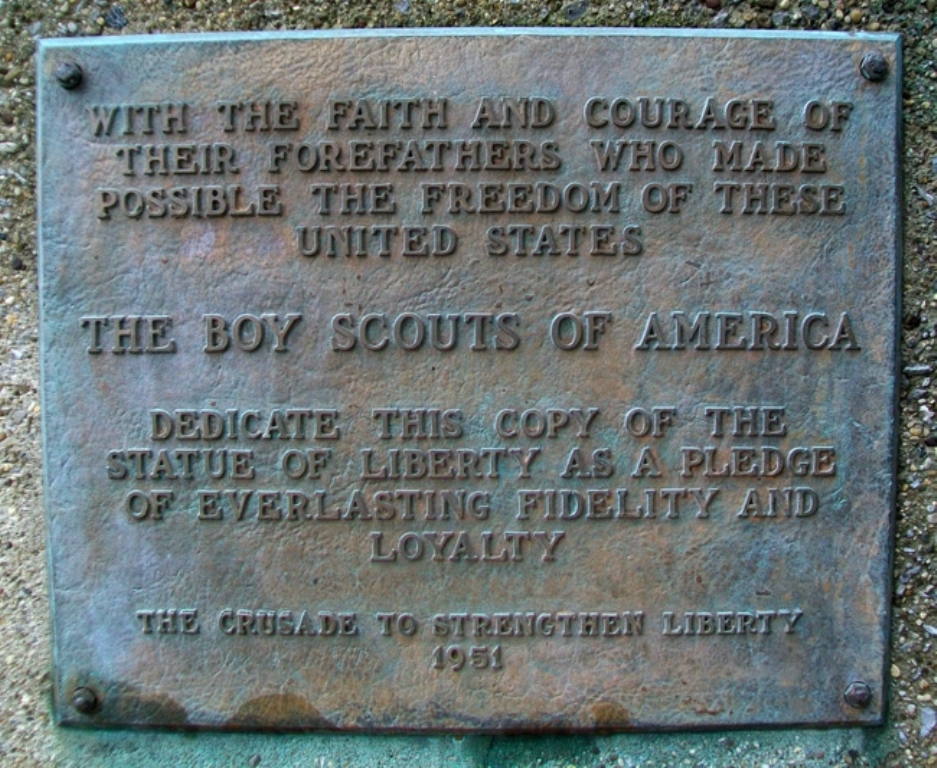 WITH THE FAITH AND COURAGE OF
THEIR FOREFATHERS WHO MADE
POSSIBLE THE FREEDOM OF THESE
UNITED STATES
THE BOY SCOUTS OF AMERICA
DEDICATE THIS COPY OF THE
STATUE OF LIBERTY AS A PLEDGE
OF EVERLASTING FIDELITY AND
LOYALTY
THE CRUSADE TO STRENGTHEN LIBERTY
1951